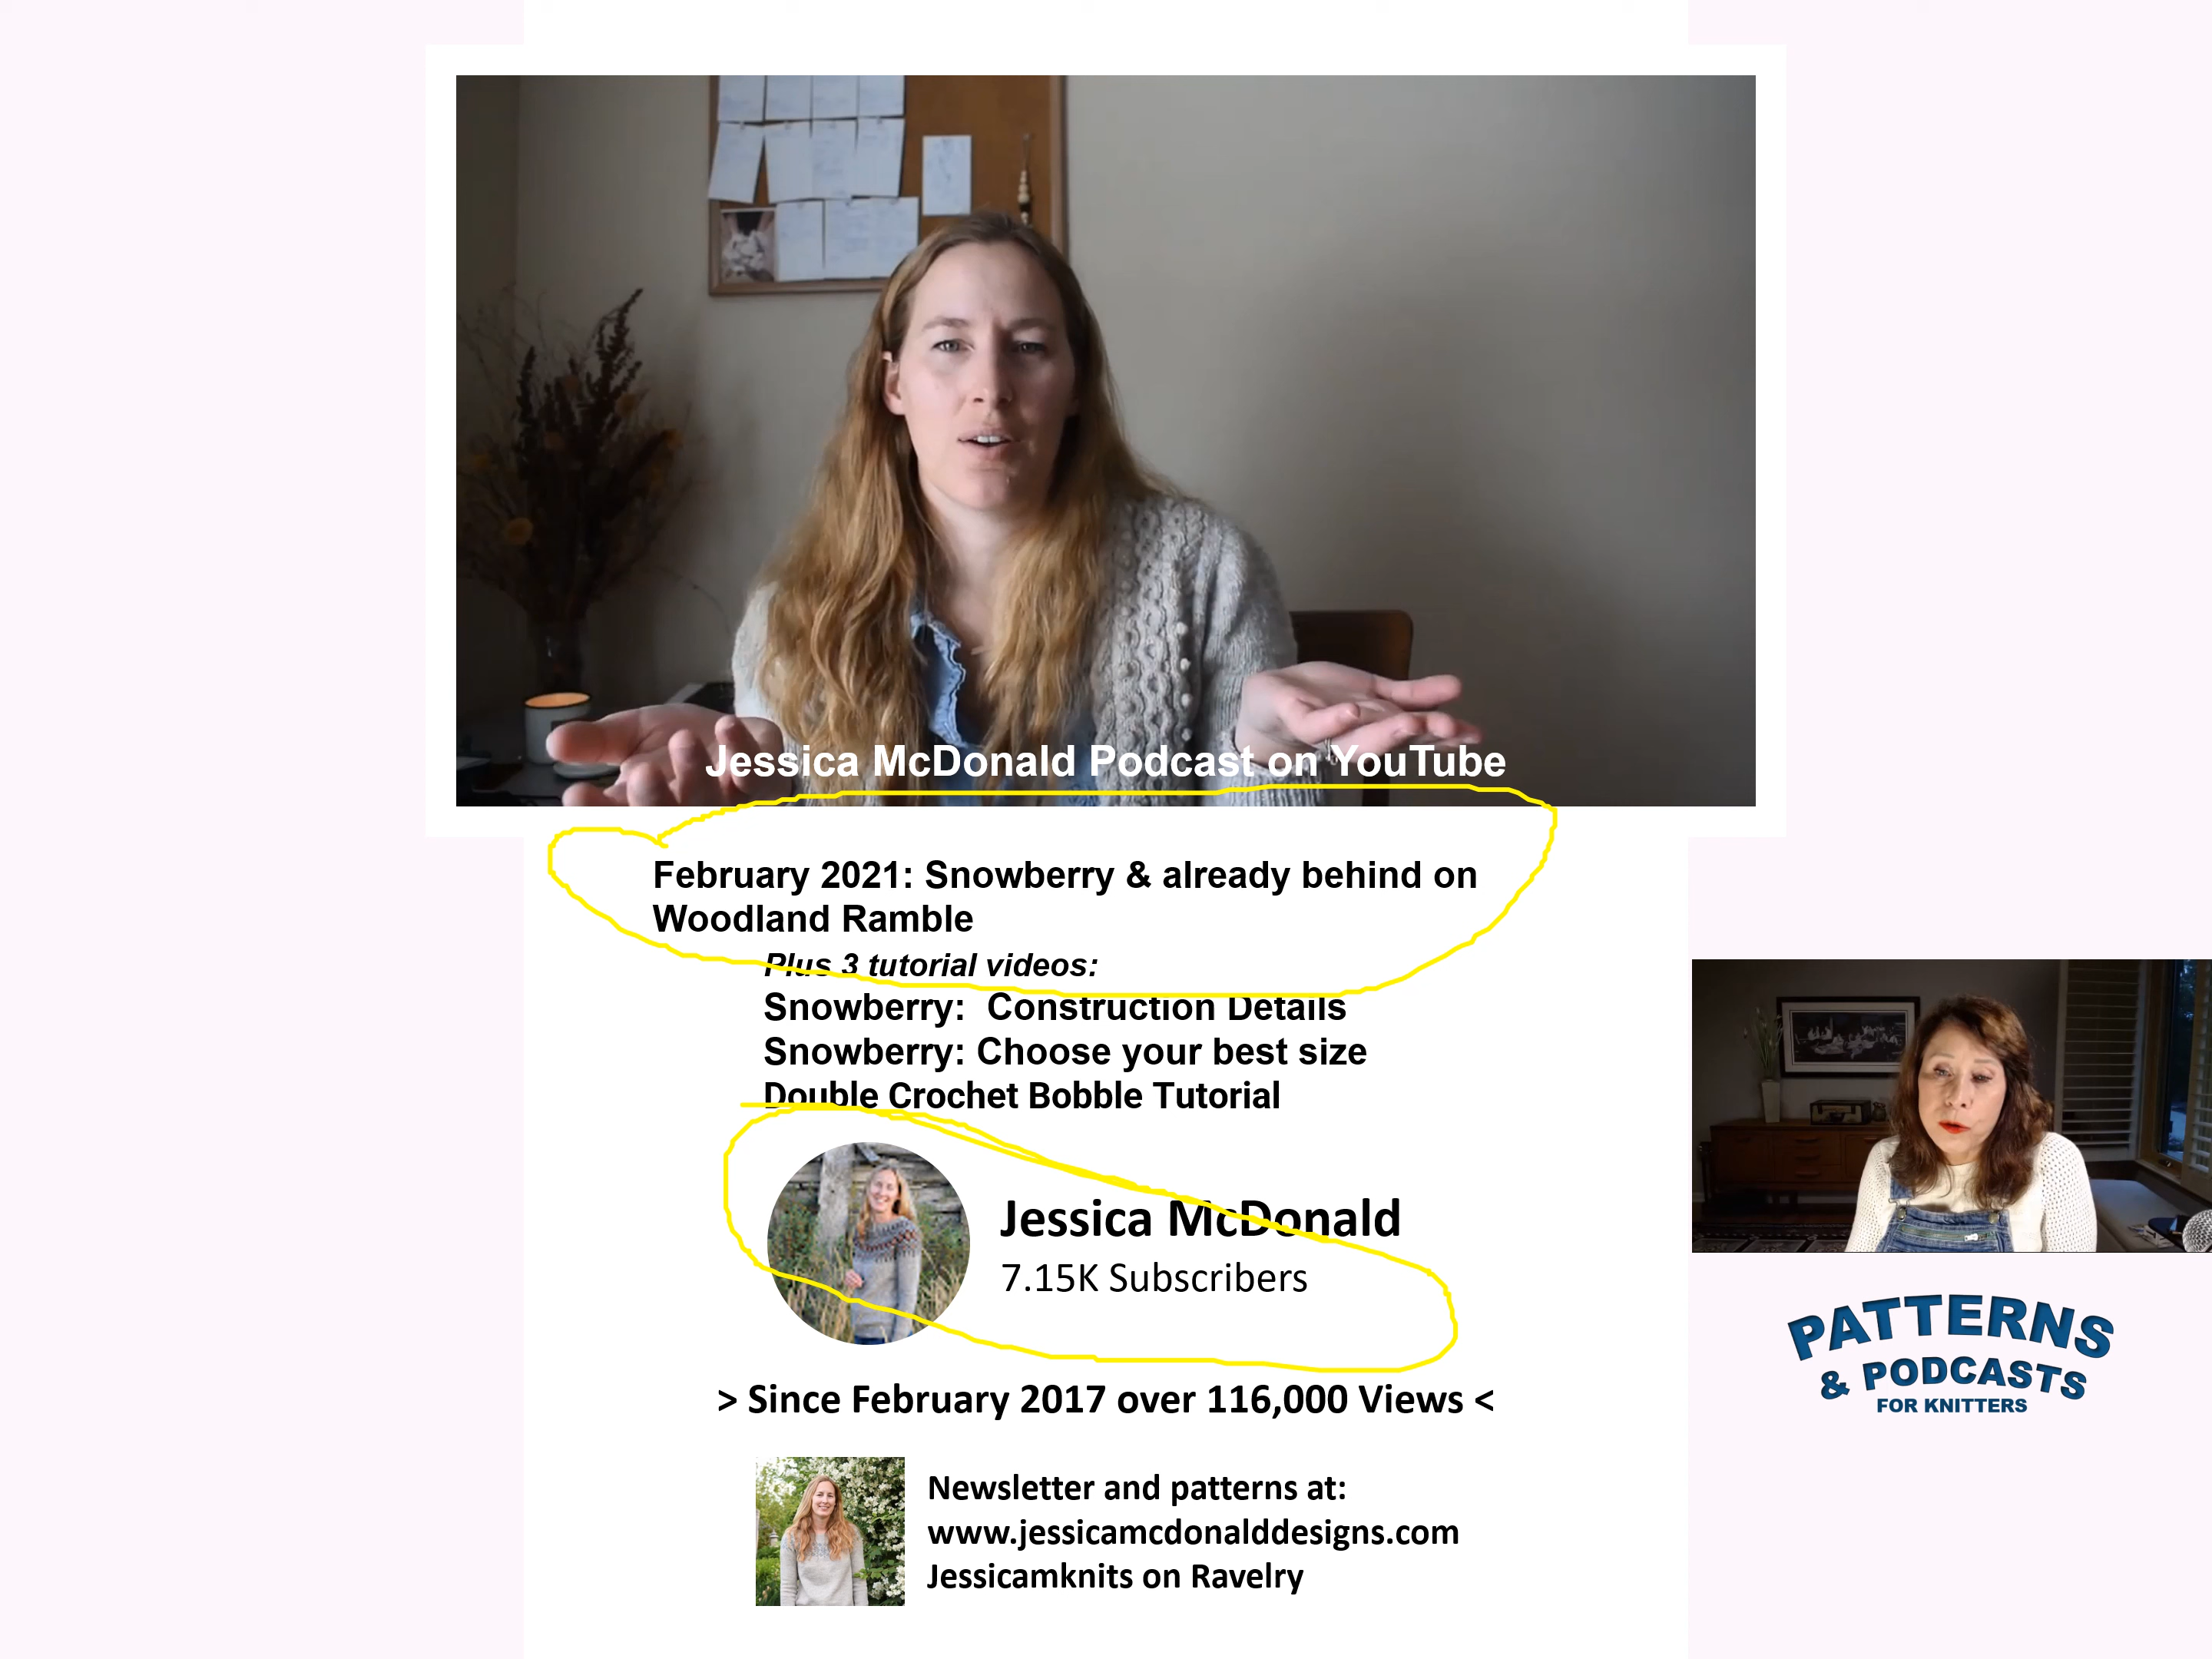 Jessica McDonald Podcast on YouTube
February 2021: Snowberry & already behind on
Woodland Ramble
Plus 3 tutorial videos:
Snowberry:  Construction Details
Snowberry: Choose your best size
Double Crochet Bobble Tutorial
Jessica McDonald
7.15K Subscribers
> Since February 2017 over 116,000 Views <
Newsletter and patterns at:
www.jessicamcdonalddesigns.com
Jessicamknits on Ravelry
PATTERNS
& PODCASTS
FOR KNITTERS